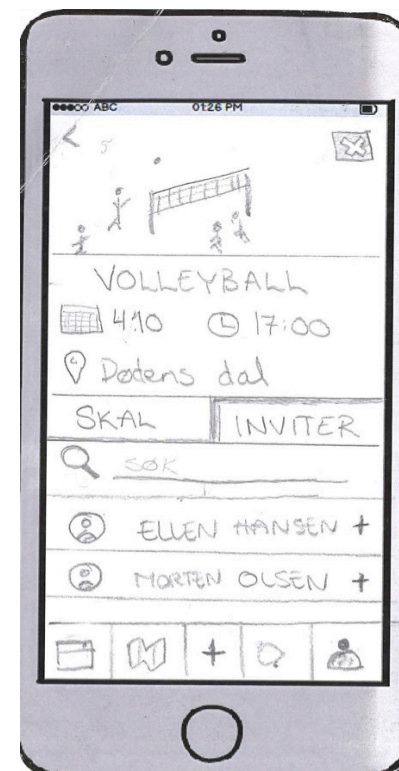 ABC 01:26 PM
VOLLEYBALL
4.10 17:00
Dødens dal
SKAL INVITER
SØK
ELLEN HANSEN +
MORTEN OLSEN +
+